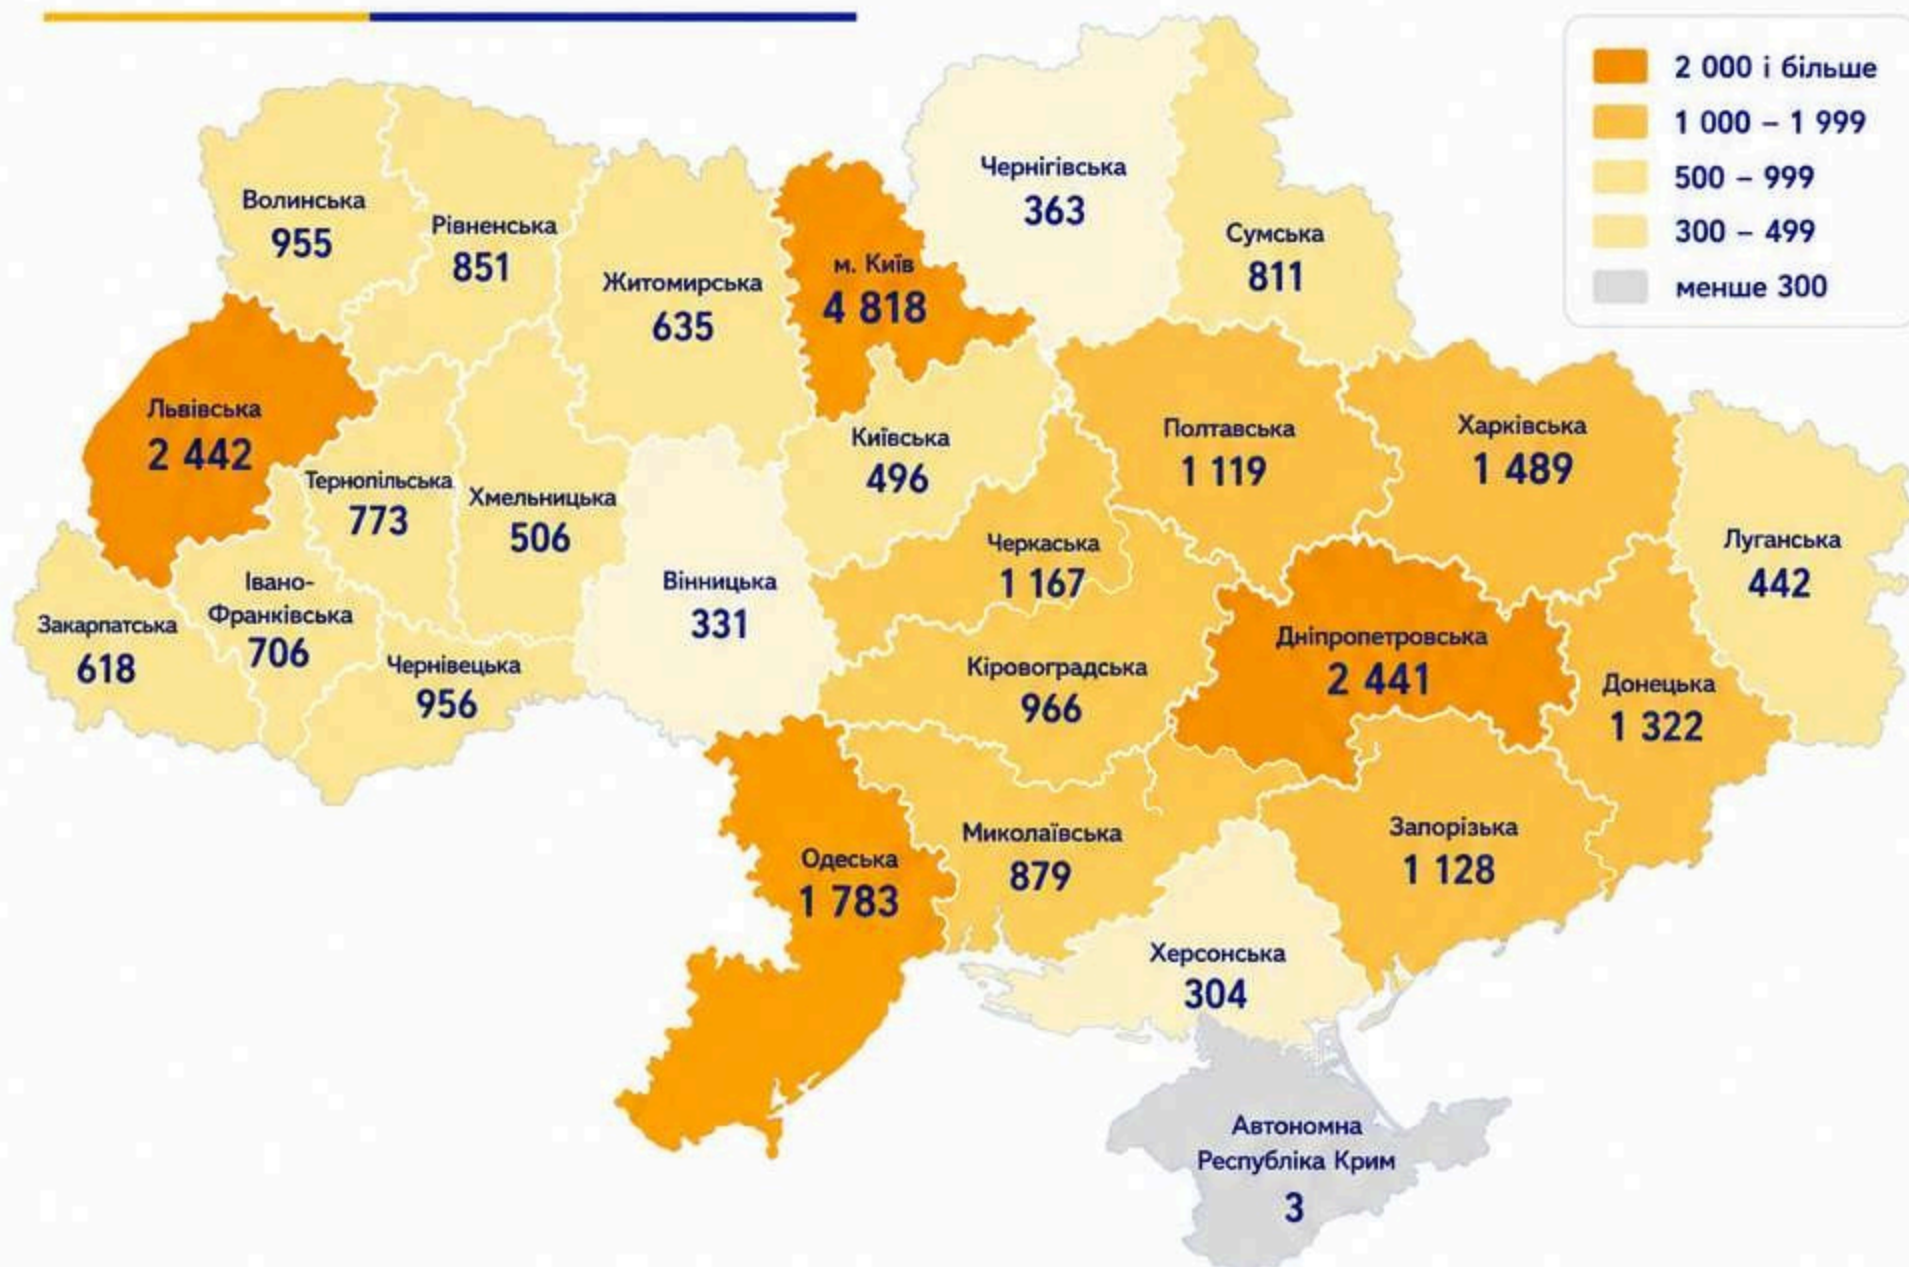 2 000 і більше
1 000 – 1 999
500 – 999
300 – 499
менше 300
Волинська
955
Рівненська
851
Житомирська
635
м. Київ
4 818
Чернігівська
363
Сумська
811
Львівська
2 442
Тернопільська
773
Хмельницька
506
Київська
496
Полтавська
1 119
Харківська
1 489
Луганська
442
Закарпатська
618
Івано-
Франківська
706
Чернівецька
956
Вінницька
331
Черкаська
1 167
Кіровоградська
966
Дніпропетровська
2 441
Донецька
1 322
Одеська
1 783
Миколаївська
879
Запорізька
1 128
Херсонська
304
Автономна
Республіка Крим
3